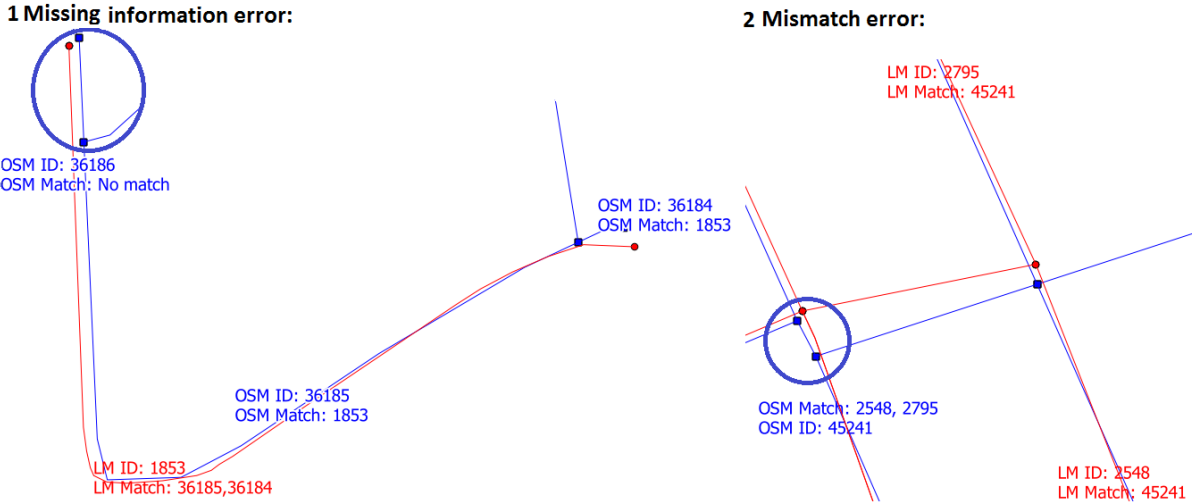 1 Missing information error:
OSM ID: 36186
OSM Match: No match
OSM ID: 36184
OSM Match: 1853
OSM ID: 36185
OSM Match: 1853
LM ID: 1853
LM Match: 36185,36184
2 Mismatch error:
LM ID: 2795
LM Match: 45241
OSM Match: 2548, 2795
OSM ID: 45241
LM ID: 2548
LM Match: 45241